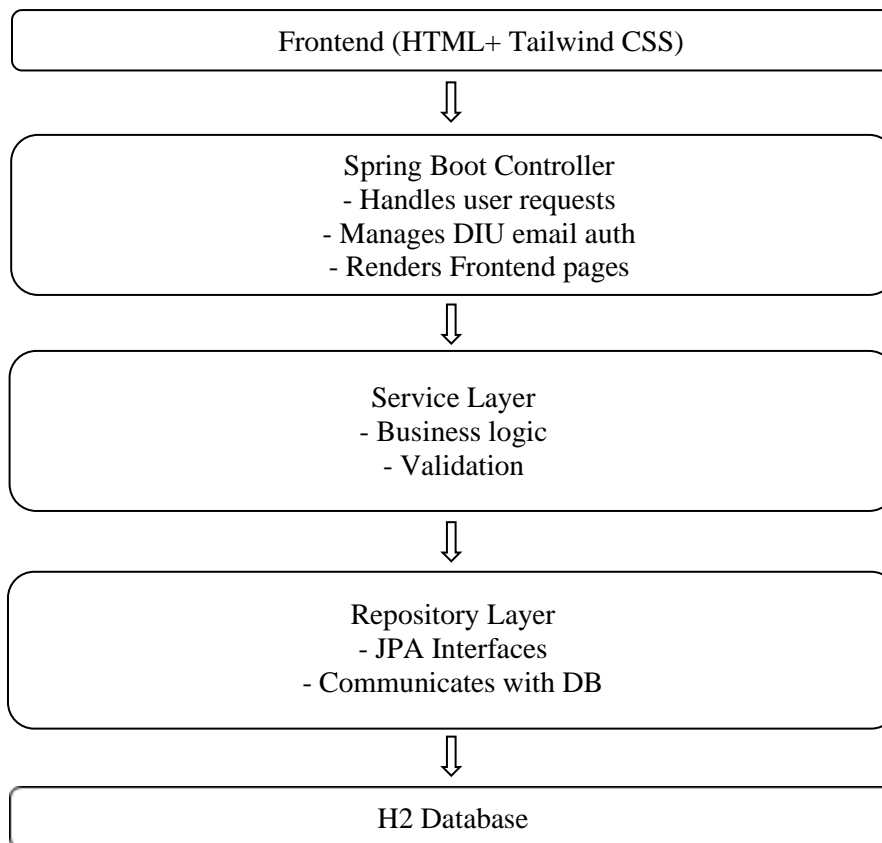 Frontend (HTML+ Tailwind CSS)
Spring Boot Controller
- Handles user requests
- Manages DIU email auth
- Renders Frontend pages
Service Layer
- Business logic
- Validation
Repository Layer
- JPA Interfaces
- Communicates with DB
H2 Database